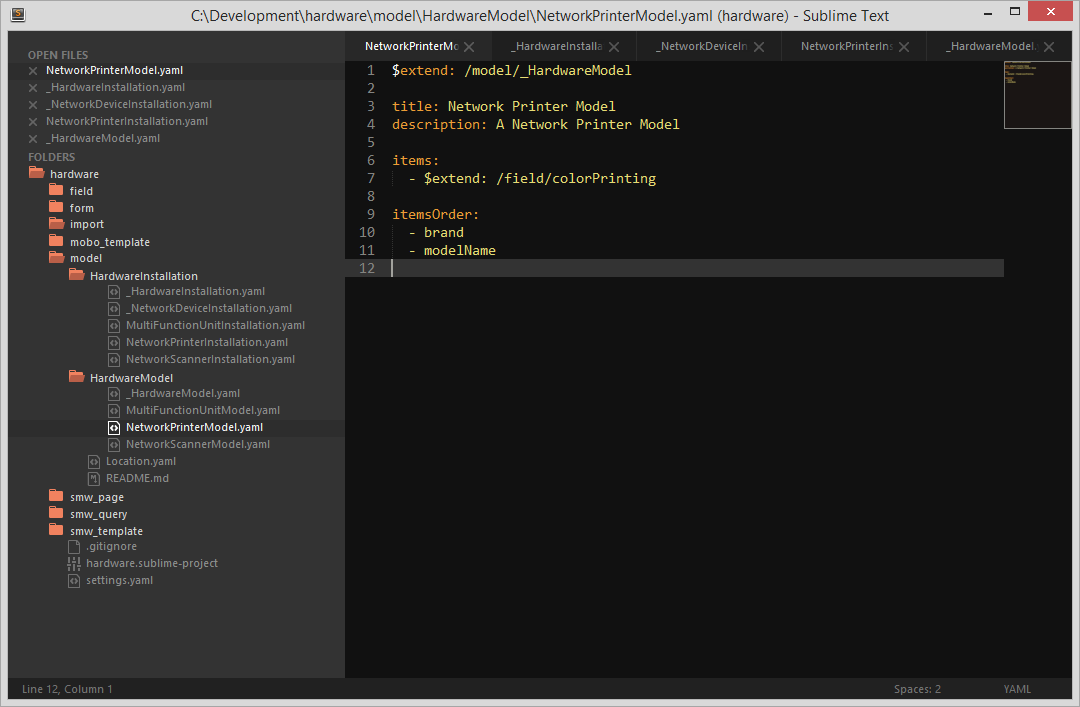 C:\Development\hardware\model\HardwareModel\NetworkPrinterModel.yaml (hardware) - Sublime Text
OPEN FILES
NetworkPrinterModel.yaml
_HardwareInstallation.yaml
_NetworkDeviceInstallation.yaml
NetworkPrinterInstallation.yaml
_HardwareModel.yaml
FOLDERS
hardware
field
form
import
mobo_template
model
HardwareInstallation
_HardwareInstallation.yaml
_NetworkDeviceInstallation.yaml
MultiFunctionUnitInstallation.yaml
NetworkPrinterInstallation.yaml
NetworkScannerInstallation.yaml
HardwareModel
_HardwareModel.yaml
MultiFunctionUnitModel.yaml
NetworkPrinterModel.yaml
NetworkScannerModel.yaml
Location.yaml
README.md
smw_page
smw_query
smw_template
.gitignore
hardware.sublime-project
settings.yaml
NetworkPrinterMo _HardwareInstalla _NetworkDeviceIn NetworkPrinterIns _HardwareModel.
1 $extend: /model/_HardwareModel
2
3 title: Network Printer Model
4 description: A Network Printer Model
5
6 items:
7 - $extend: /field/colorPrinting
8
9 itemsOrder:
10 - brand
11 - modelName
12
Line 12, Column 1
Spaces: 2
YAML